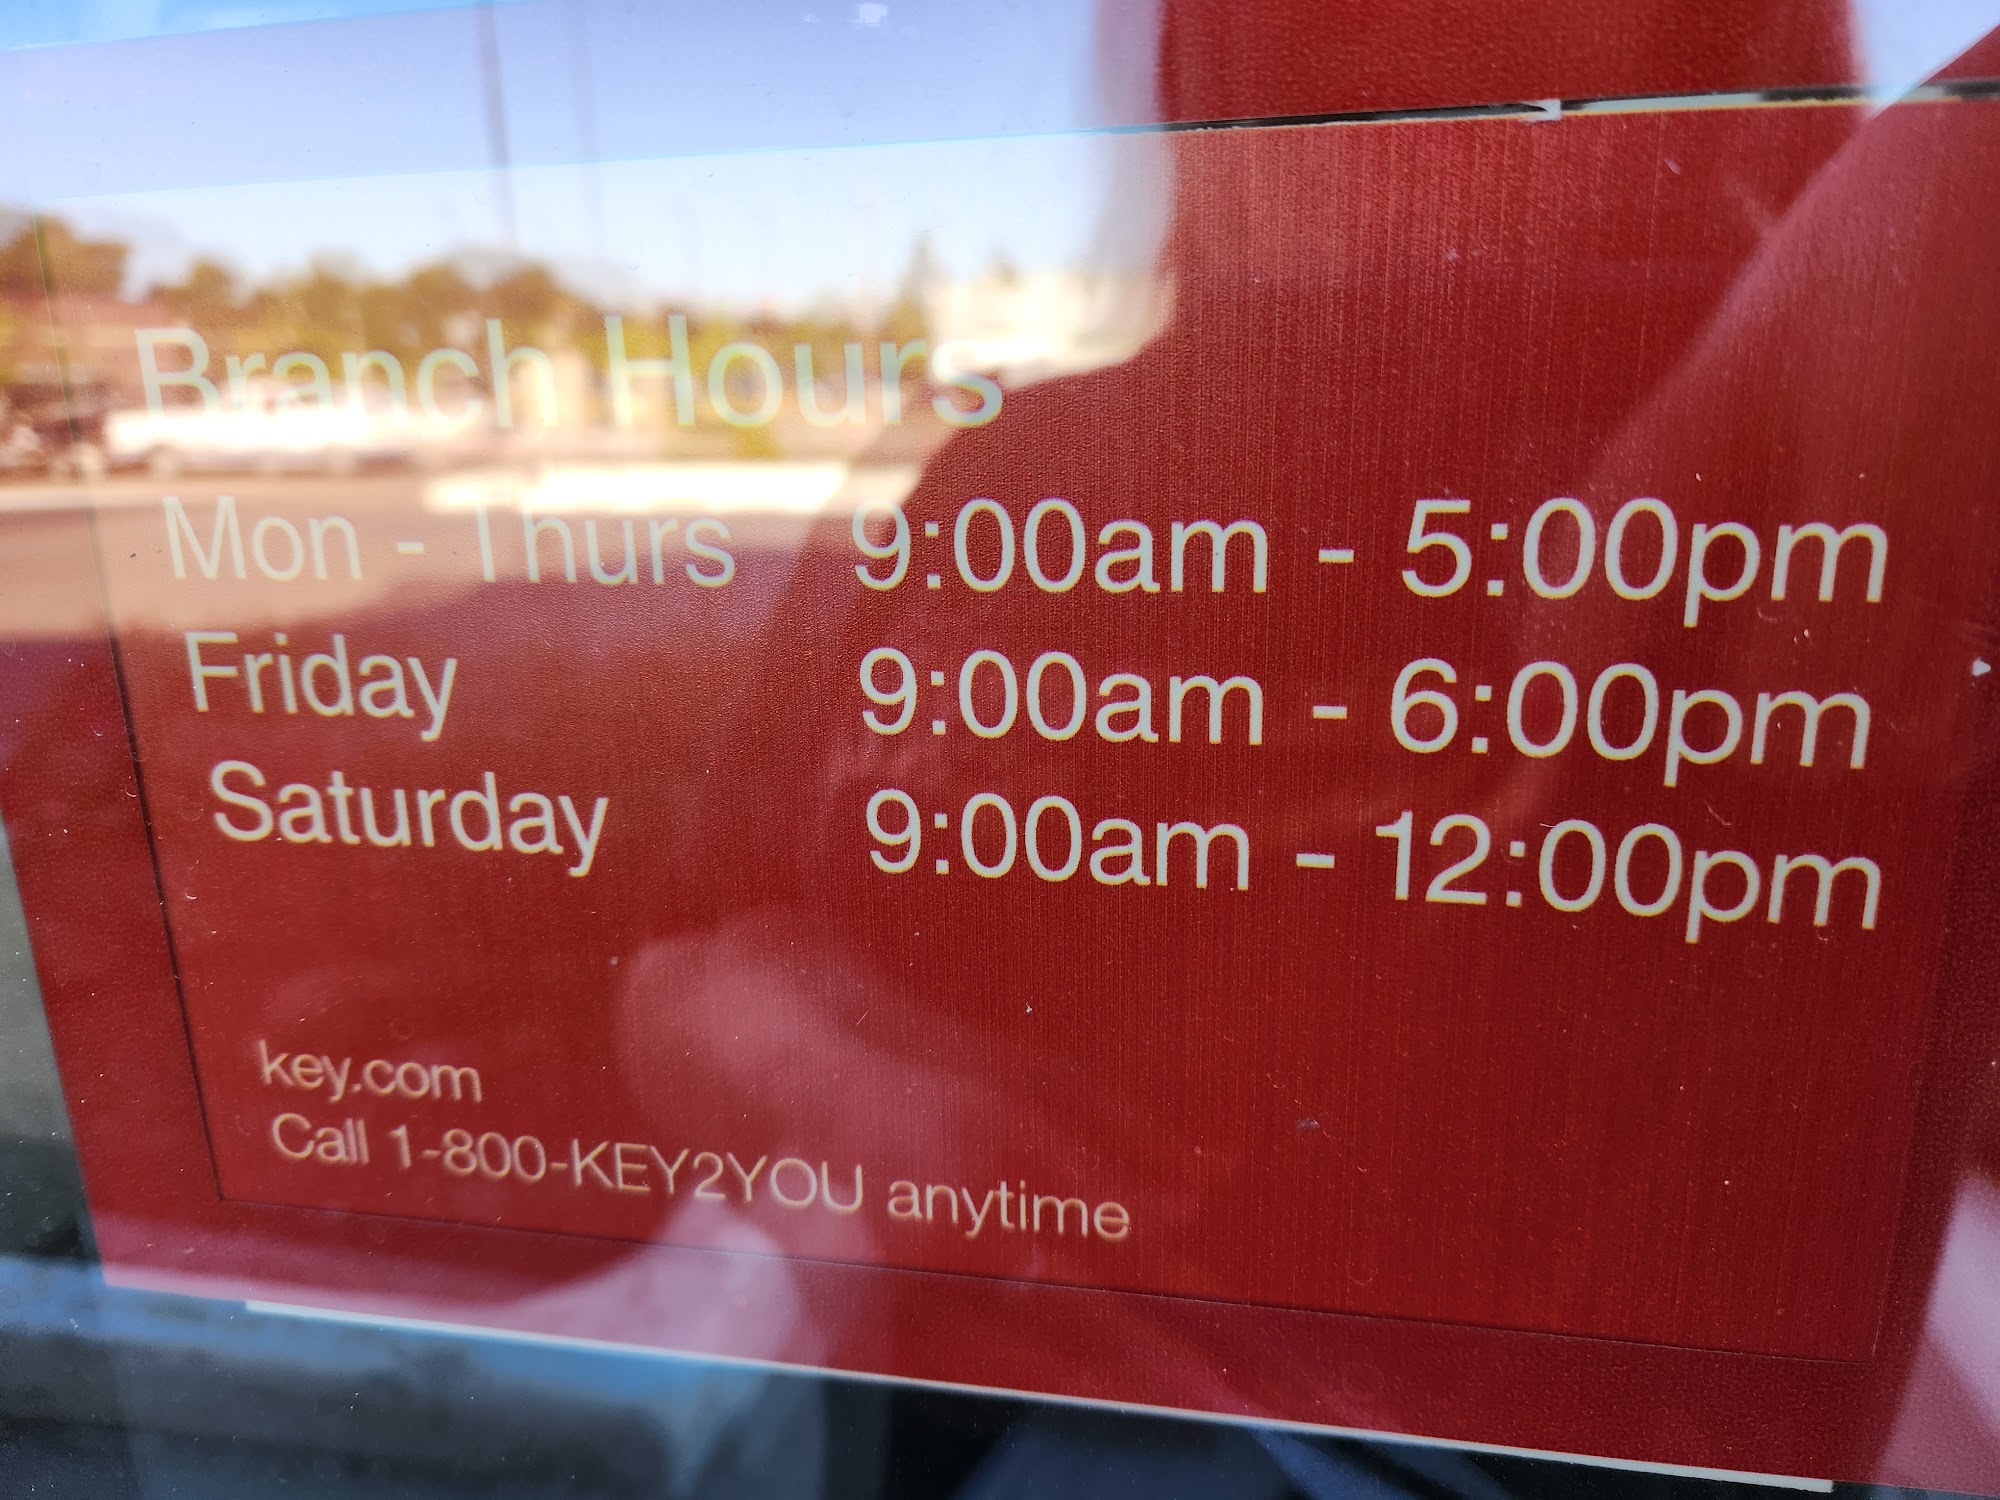 Branch Hours
Mon - Thurs 9:00am - 5:00pm
Friday 9:00am - 6:00pm
Saturday 9:00am - 12:00pm
key.com
Call 1-800-KEY2YOU anytime